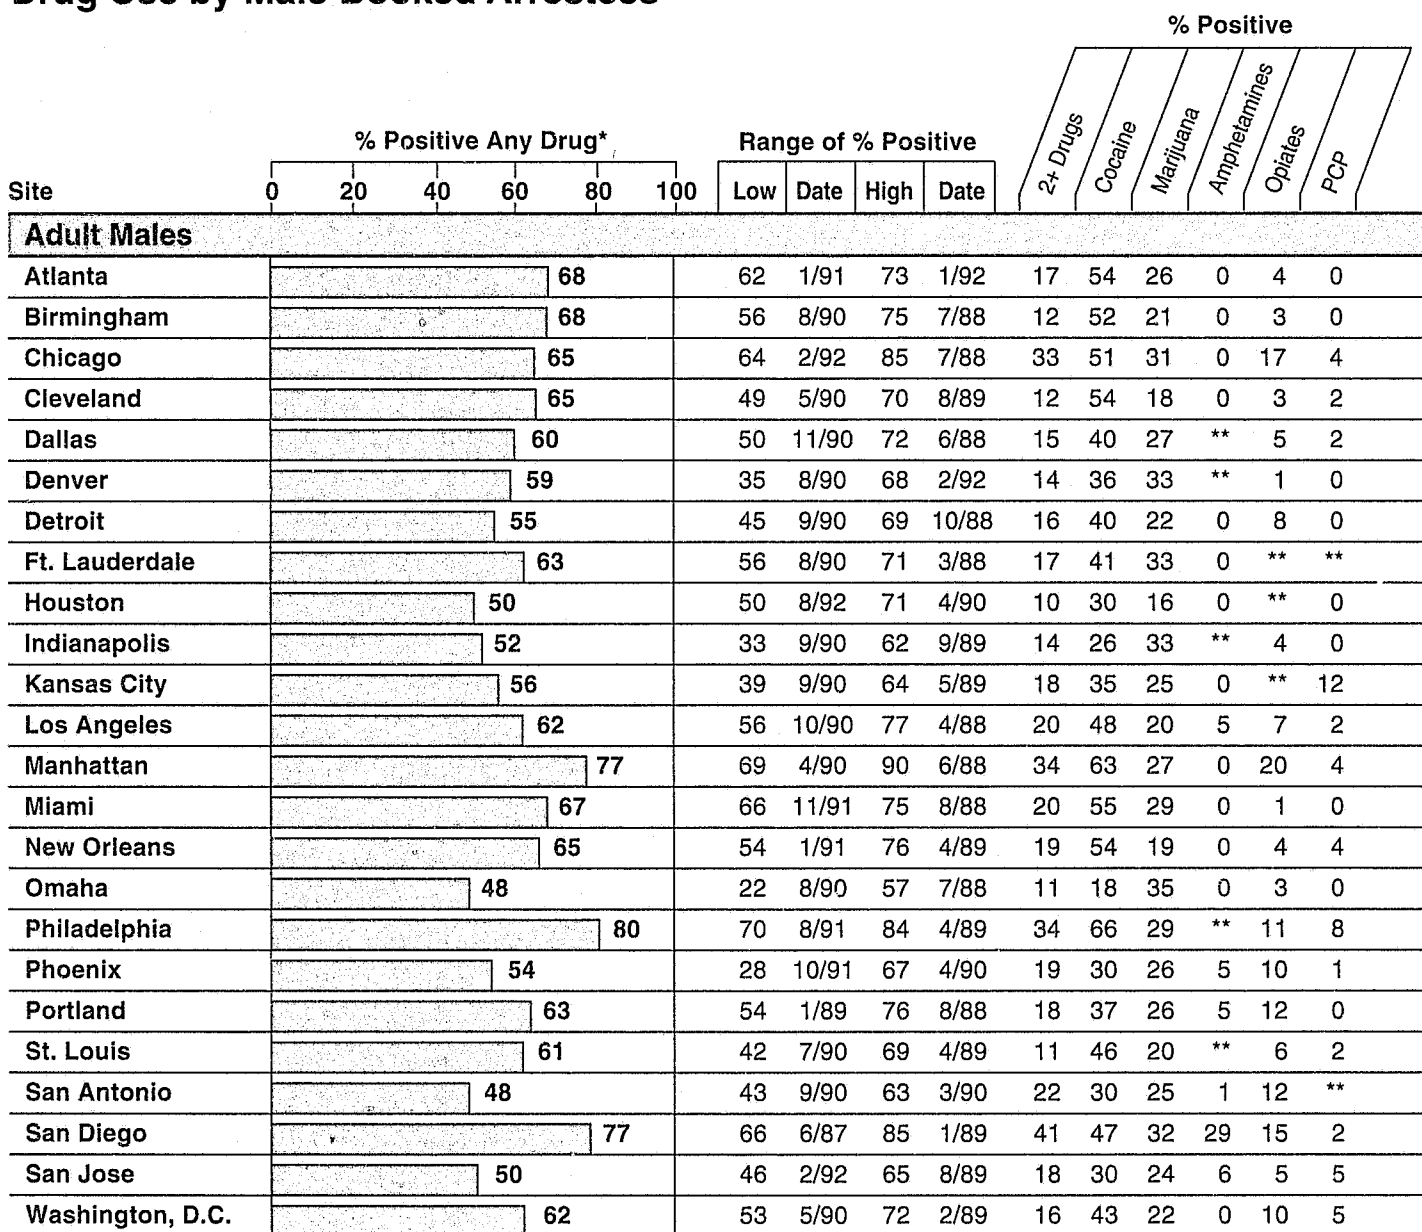 Drug Use by Male Booked Arrestees
% Positive
% Positive Any Drug* Range of % Positive 2+ Drugs Cocaine Marijuana Amphetamines Opiates PCP
Site 0 20 40 60 80 100 Low Date High Date
Adult Males
Atlanta 68 62 1/91 73 1/92 17 54 26 0 4 0
Birmingham 68 56 8/90 75 7/88 12 52 21 0 3 0
Chicago 65 64 2/92 85 7/88 33 51 31 0 17 4
Cleveland 65 49 5/90 70 8/89 12 54 18 0 3 2
Dallas 60 50 11/90 72 6/88 15 40 27 ** 5 2
Denver 59 35 8/90 68 2/92 14 36 33 ** 1 0
Detroit 55 45 9/90 69 10/88 16 40 22 0 8 0
Ft. Lauderdale 63 56 8/90 71 3/88 17 41 33 0 ** **
Houston 50 50 8/92 71 4/90 10 30 16 0 ** 0
Indianapolis 52 33 9/90 62 9/89 14 26 33 ** 4 0
Kansas City 56 39 9/90 64 5/89 18 35 25 0 ** 12
Los Angeles 62 56 10/90 77 4/88 20 48 20 5 7 2
Manhattan 77 69 4/90 90 6/88 34 63 27 0 20 4
Miami 67 66 11/91 75 8/88 20 55 29 0 1 0
New Orleans 65 54 1/91 76 4/89 19 54 19 0 4 4
Omaha 48 22 8/90 57 7/88 11 18 35 0 3 0
Philadelphia 80 70 8/91 84 4/89 34 66 29 ** 11 8
Phoenix 54 28 10/91 67 4/90 19 30 26 5 10 1
Portland 63 54 1/89 76 8/88 18 37 26 5 12 0
St. Louis 61 42 7/90 69 4/89 11 46 20 ** 6 2
San Antonio 48 43 9/90 63 3/90 22 30 25 1 12 **
San Diego 77 66 6/87 85 1/89 41 47 32 29 15 2
San Jose 50 46 2/92 65 8/89 18 30 24 6 5 5
Washington, D.C. 62 53 5/90 72 2/89 16 43 22 0 10 5